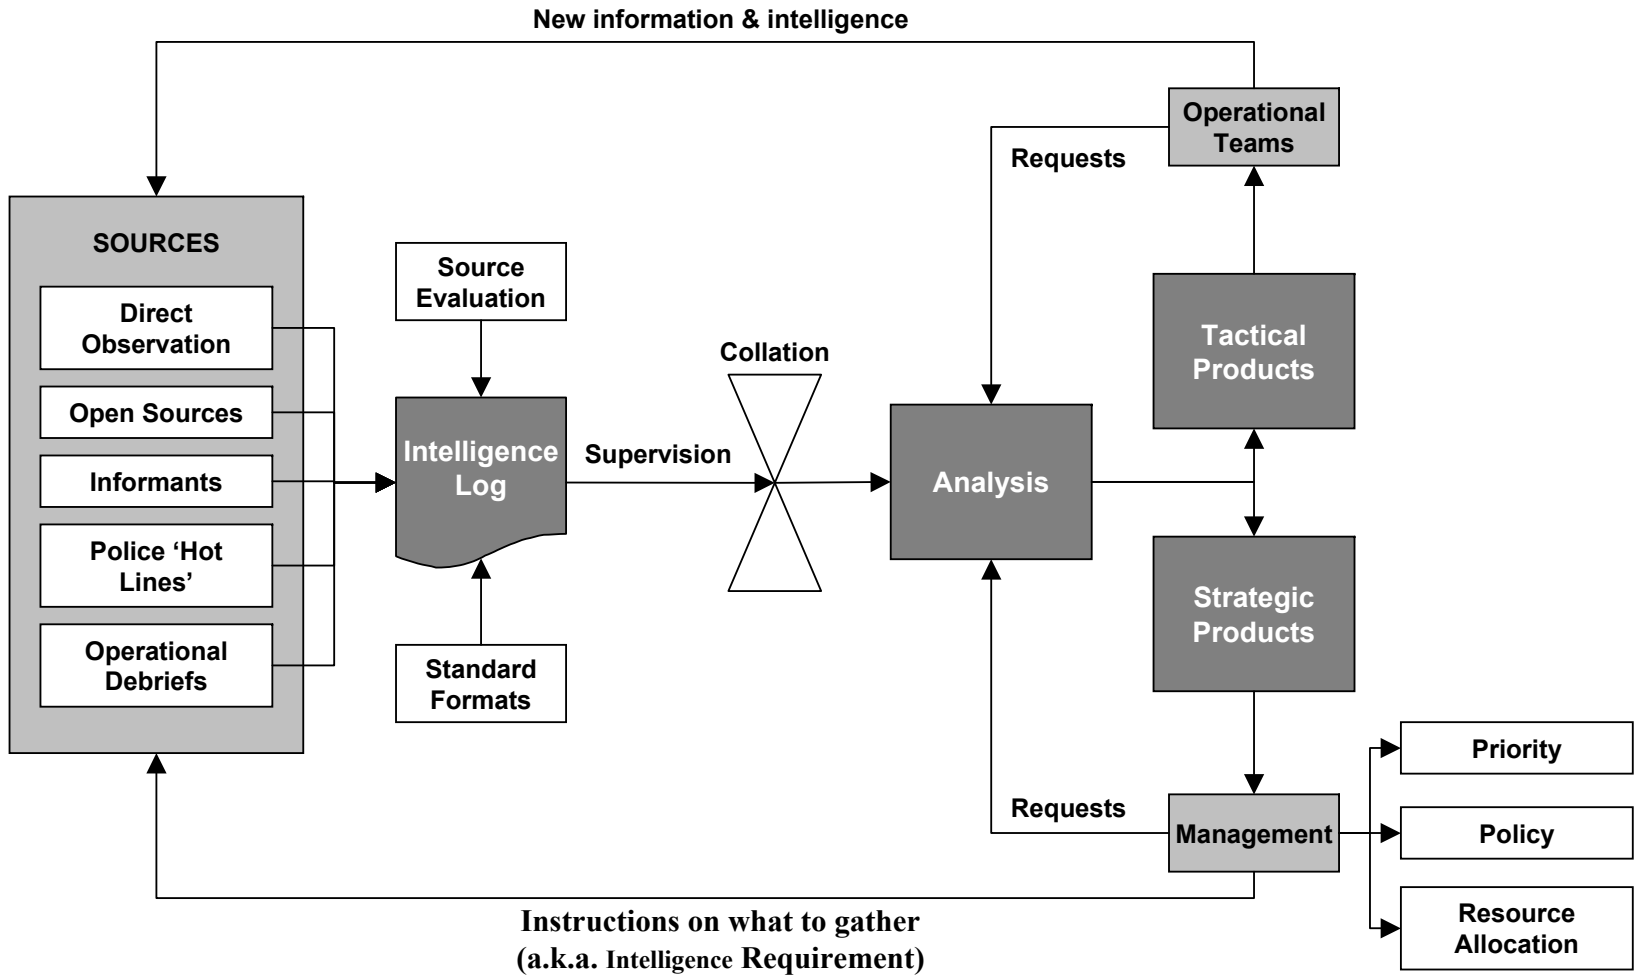 New information & intelligence
Operational
Teams
Requests
SOURCES
Direct
Observation
Open Sources
Informants
Police ‘Hot
Lines’
Operational
Debriefs
Source
Evaluation
Intelligence
Log
Standard
Formats
Supervision
Collation
Analysis
Tactical
Products
Strategic
Products
Requests
Management
Priority
Policy
Resource
Allocation
Instructions on what to gather
(a.k.a. Intelligence Requirement)